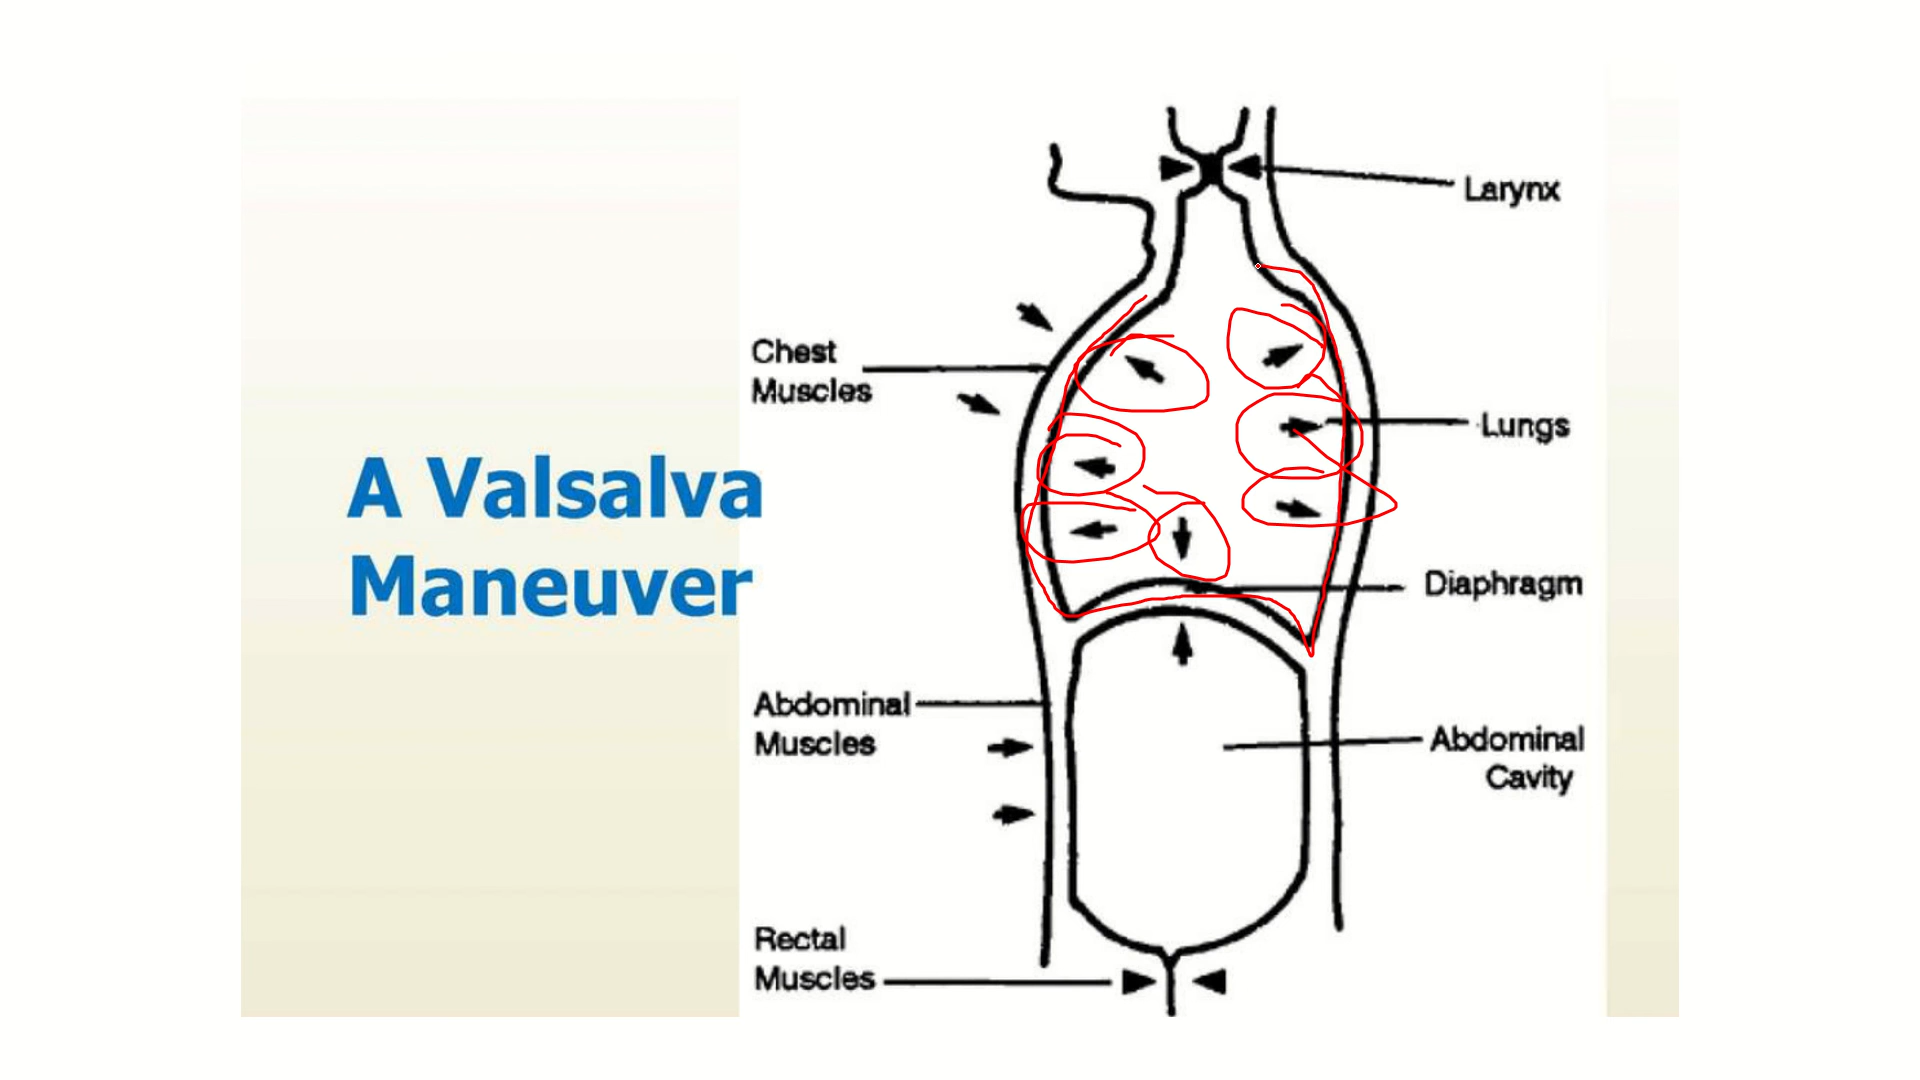 A Valsalva
Maneuver
Larynx
Chest
Muscles
Lungs
Diaphragm
Abdominal
Muscles
Abdominal
Cavity
Rectal
Muscles